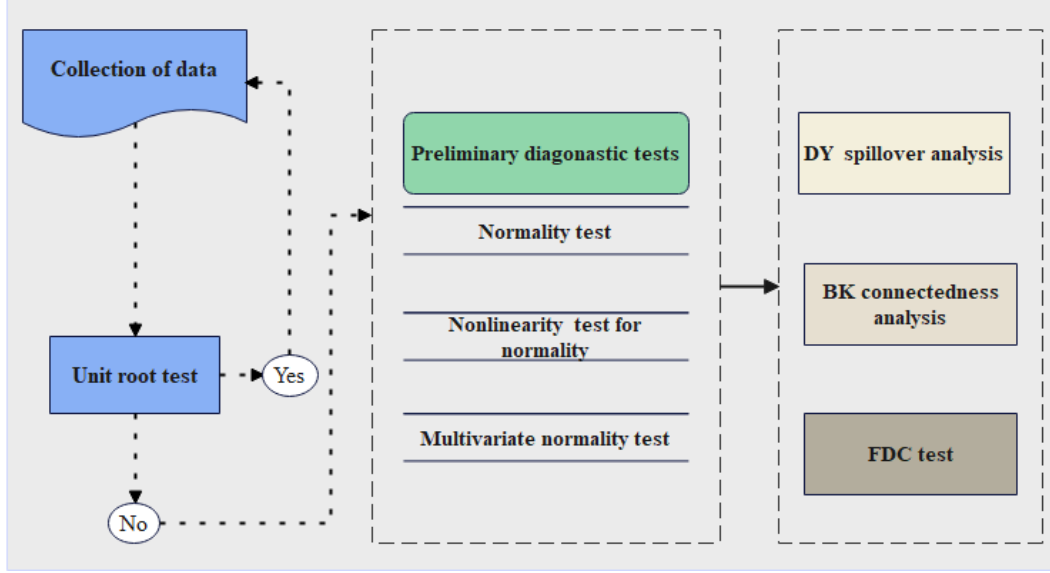 Collection of data
Unit root test
Yes
No
Preliminary diagonastic tests
Normality test
Nonlinearity test for
normality
Multivariate normality test
DY spillover analysis
BK connectedness
analysis
FDC test